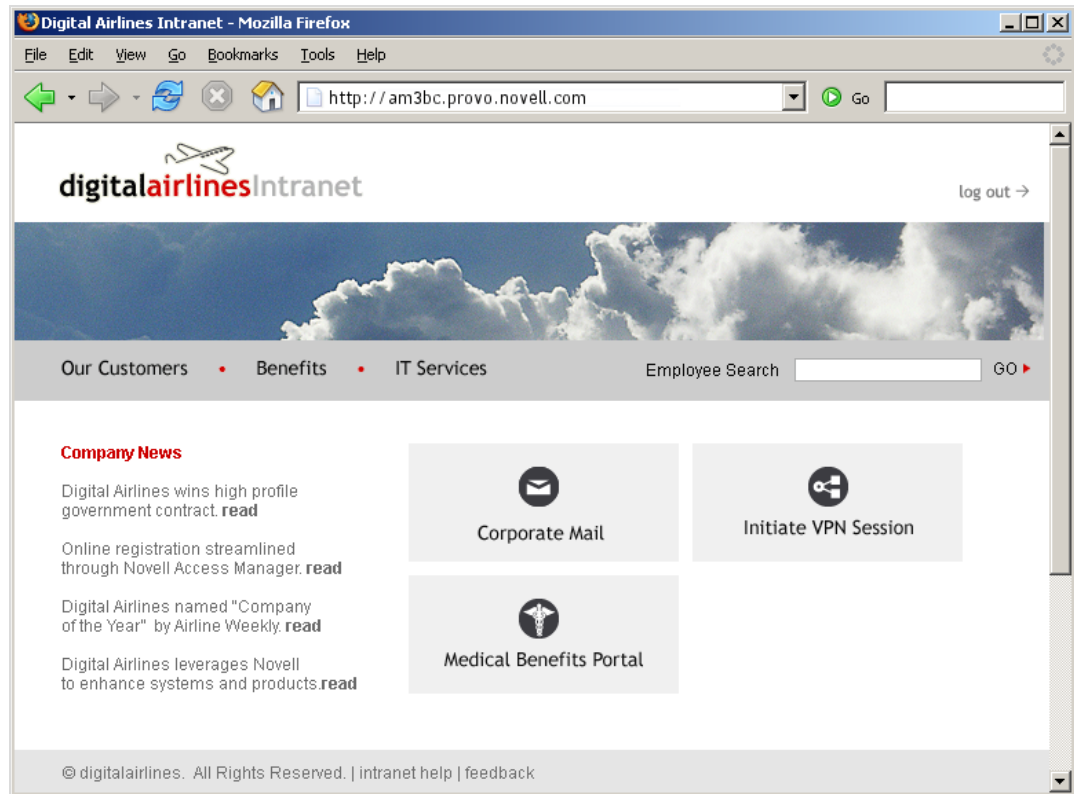 Digital Airlines Intranet - Mozilla Firefox
File Edit View Go Bookmarks Tools Help
http://am3bc.provo.novell.com Go
digitalairlinesIntranet
log out →
Our Customers • Benefits • IT Services Employee Search GO
Company News
Digital Airlines wins high profile
government contract. read
Online registration streamlined
through Novell Access Manager. read
Digital Airlines named "Company
of the Year" by Airline Weekly. read
Digital Airlines leverages Novell
to enhance systems and products.read
Corporate Mail
Initiate VPN Session
Medical Benefits Portal
© digitalairlines. All Rights Reserved. | intranet help | feedback